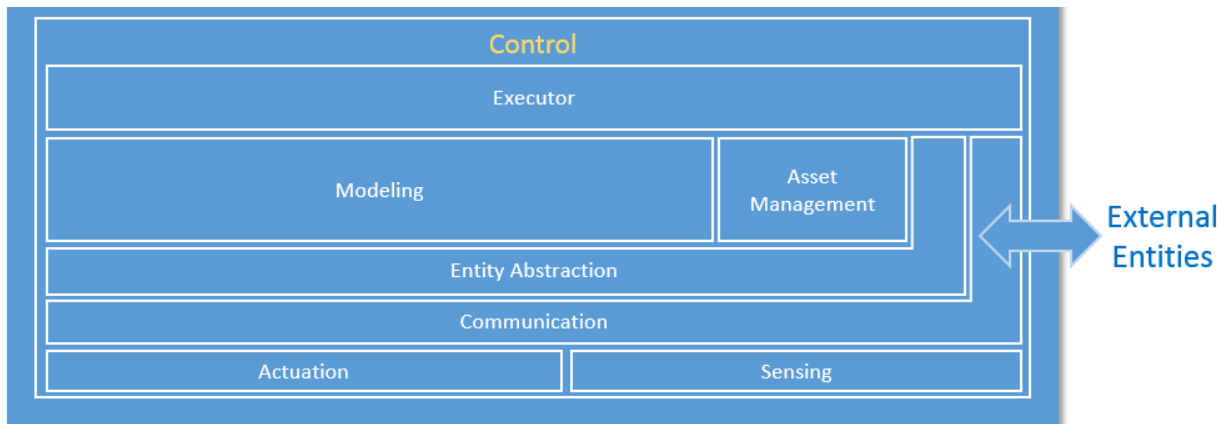 Control
Executor
Modeling
Asset
Management
External
Entities
Entity Abstraction
Communication
Actuation
Sensing